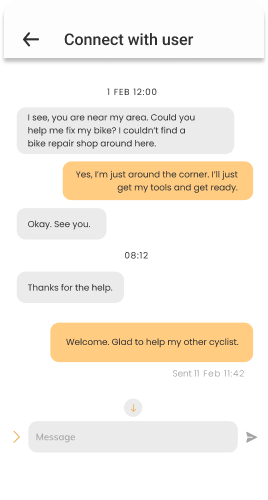 Connect with user
1 FEB 12:00
I see, you are near my area. Could you
help me fix my bike? I couldn't find a
bike repair shop around here.
Yes, I'm just around the corner. I'll just
get my tools and get ready.
Okay. See you.
08:12
Thanks for the help.
Welcome. Glad to help my other cyclist.
Sent 11 Feb 11:42
Message